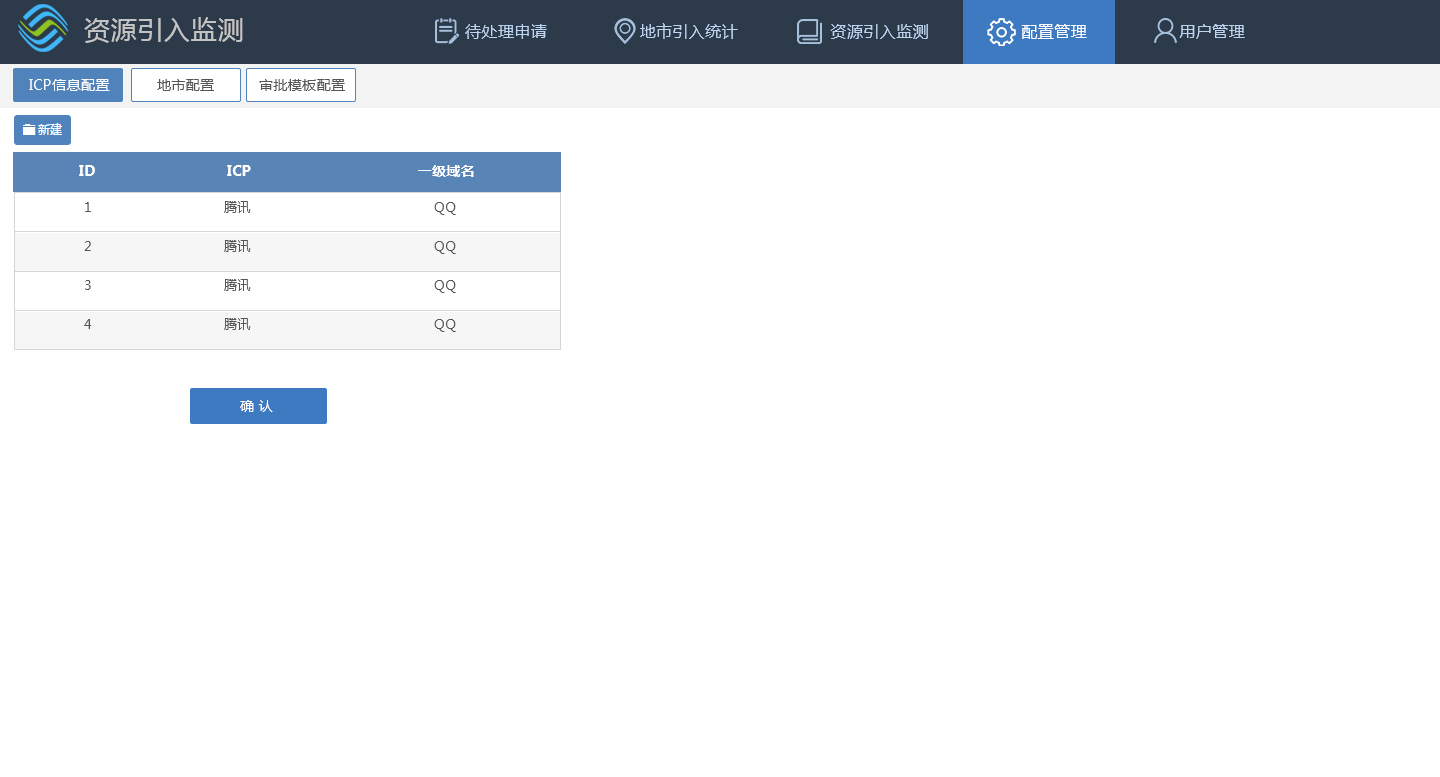 资源引入监测
待处理申请
地市引入统计
资源引入监测
配置管理
用户管理
ICP信息配置
地市配置
审批模板配置
新建
ID ICP 一级域名
1 腾讯 QQ
2 腾讯 QQ
3 腾讯 QQ
4 腾讯 QQ
确 认